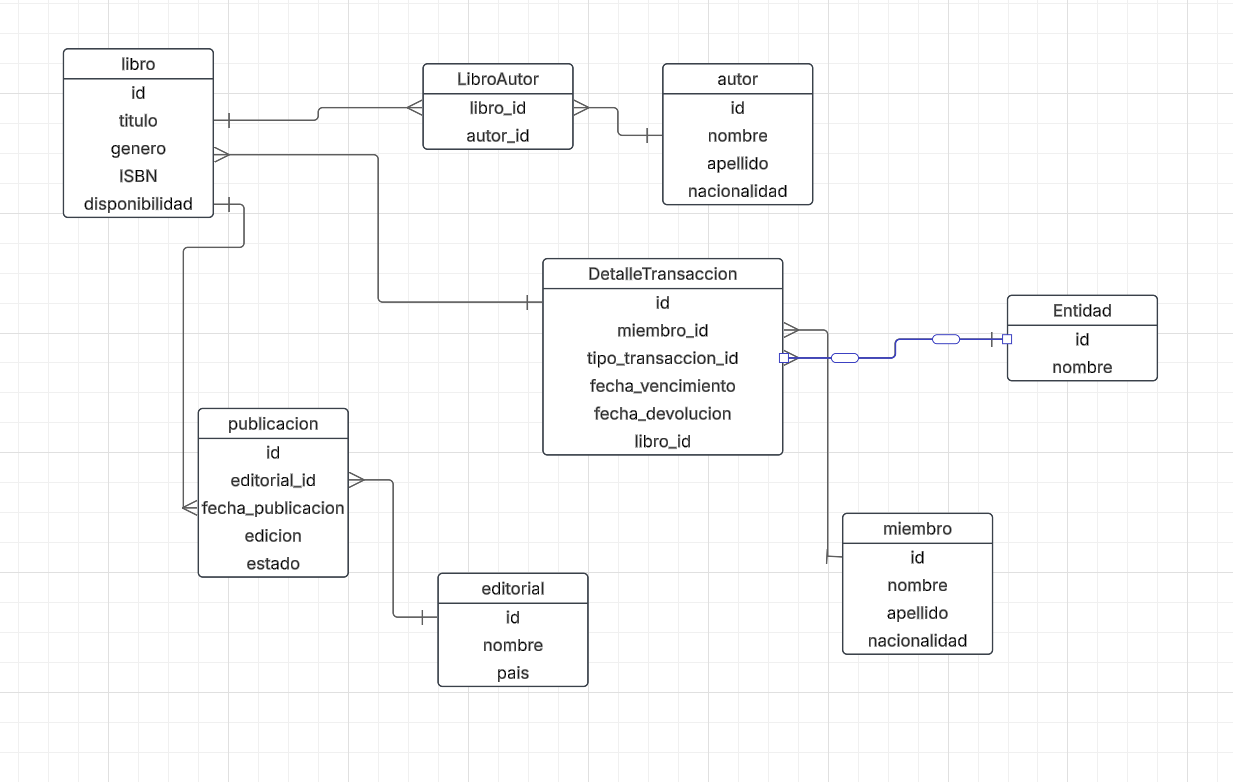 libro
id
titulo
genero
ISBN
disponibilidad
LibroAutor
libro_id
autor_id
autor
id
nombre
apellido
nacionalidad
DetalleTransaccion
id
miembro_id
tipo_transaccion_id
fecha_vencimiento
fecha_devolucion
libro_id
Entidad
id
nombre
publicacion
id
editorial_id
fecha_publicacion
edicion
estado
editorial
id
nombre
pais
miembro
id
nombre
apellido
nacionalidad